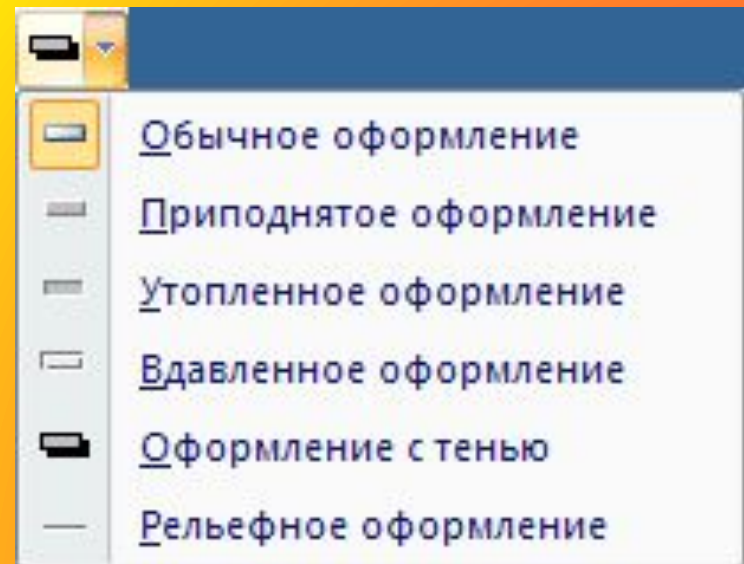 Обычное оформление
Приподнятое оформление
Утопленное оформление
Вдавленное оформление
Оформление с тенью
Рельефное оформление